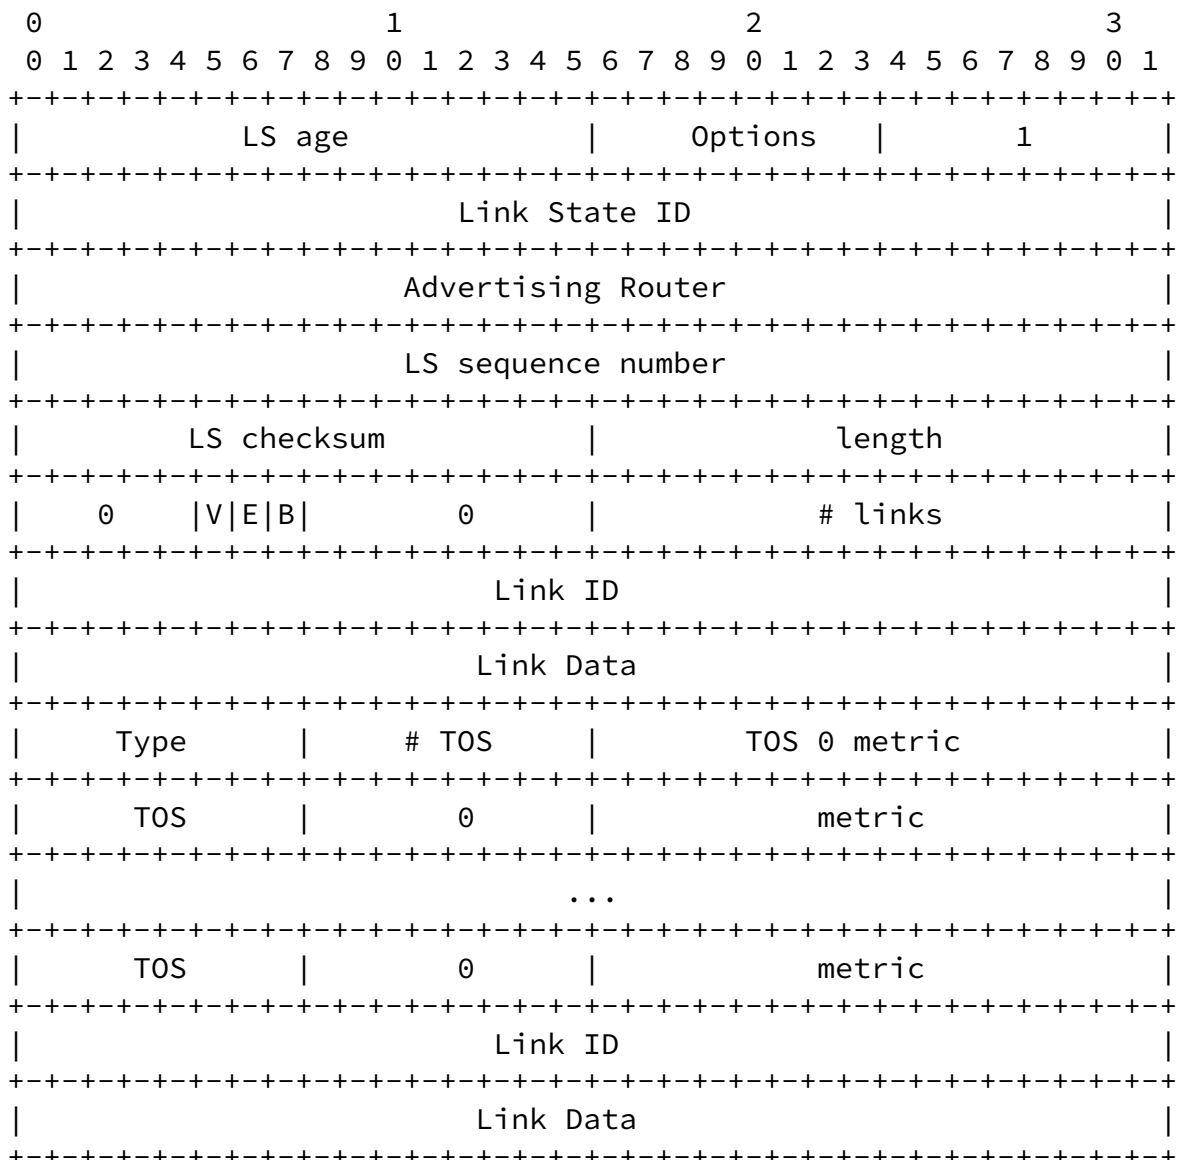 0                   1                   2                   3
 0 1 2 3 4 5 6 7 8 9 0 1 2 3 4 5 6 7 8 9 0 1 2 3 4 5 6 7 8 9 0 1
+-+-+-+-+-+-+-+-+-+-+-+-+-+-+-+-+-+-+-+-+-+-+-+-+-+-+-+-+-+-+-+-+
|            LS age             |     Options   |       1       |
+-+-+-+-+-+-+-+-+-+-+-+-+-+-+-+-+-+-+-+-+-+-+-+-+-+-+-+-+-+-+-+-+
|                        Link State ID                          |
+-+-+-+-+-+-+-+-+-+-+-+-+-+-+-+-+-+-+-+-+-+-+-+-+-+-+-+-+-+-+-+-+
|                     Advertising Router                        |
+-+-+-+-+-+-+-+-+-+-+-+-+-+-+-+-+-+-+-+-+-+-+-+-+-+-+-+-+-+-+-+-+
|                     LS sequence number                        |
+-+-+-+-+-+-+-+-+-+-+-+-+-+-+-+-+-+-+-+-+-+-+-+-+-+-+-+-+-+-+-+-+
|         LS checksum           |             length            |
+-+-+-+-+-+-+-+-+-+-+-+-+-+-+-+-+-+-+-+-+-+-+-+-+-+-+-+-+-+-+-+-+
|    0    |V|E|B|        0      |            # links            |
+-+-+-+-+-+-+-+-+-+-+-+-+-+-+-+-+-+-+-+-+-+-+-+-+-+-+-+-+-+-+-+-+
|                          Link ID                              |
+-+-+-+-+-+-+-+-+-+-+-+-+-+-+-+-+-+-+-+-+-+-+-+-+-+-+-+-+-+-+-+-+
|                         Link Data                             |
+-+-+-+-+-+-+-+-+-+-+-+-+-+-+-+-+-+-+-+-+-+-+-+-+-+-+-+-+-+-+-+-+
|     Type      |     # TOS     |        TOS 0 metric           |
+-+-+-+-+-+-+-+-+-+-+-+-+-+-+-+-+-+-+-+-+-+-+-+-+-+-+-+-+-+-+-+-+
|      TOS      |        0      |            metric             |
+-+-+-+-+-+-+-+-+-+-+-+-+-+-+-+-+-+-+-+-+-+-+-+-+-+-+-+-+-+-+-+-+
|                              ...                              |
+-+-+-+-+-+-+-+-+-+-+-+-+-+-+-+-+-+-+-+-+-+-+-+-+-+-+-+-+-+-+-+-+
|      TOS      |        0      |            metric             |
+-+-+-+-+-+-+-+-+-+-+-+-+-+-+-+-+-+-+-+-+-+-+-+-+-+-+-+-+-+-+-+-+
|                          Link ID                              |
+-+-+-+-+-+-+-+-+-+-+-+-+-+-+-+-+-+-+-+-+-+-+-+-+-+-+-+-+-+-+-+-+
|                         Link Data                             |
+-+-+-+-+-+-+-+-+-+-+-+-+-+-+-+-+-+-+-+-+-+-+-+-+-+-+-+-+-+-+-+-+